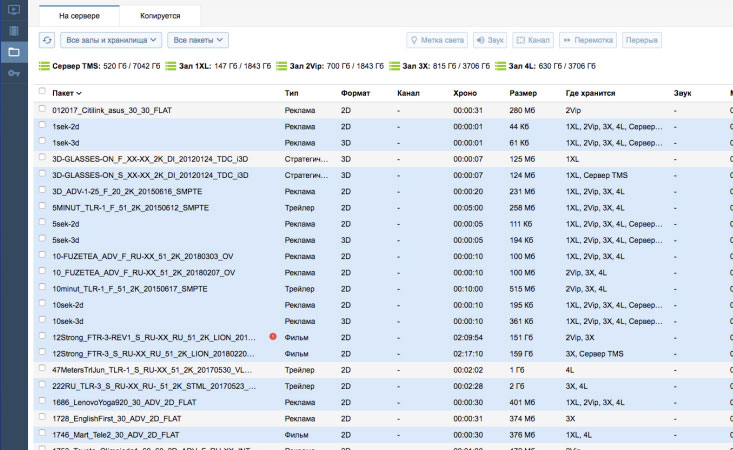 На сервере Копируется
Все залы и хранилища Все пакеты Метка света Звук Канал Перемотка Перерыв
Сервер TMS: 520 Гб / 7042 Гб Зал 1XL: 147 Гб / 1843 Гб Зал 2Vip: 700 Гб / 1843 Гб Зал 3X: 815 Гб / 3706 Гб Зал 4L: 630 Гб / 3706 Гб
Пакет Тип Формат Канал Хроно Размер Где хранится Звук
012017_Citilink_asus_30_30_FLAT Реклама 2D - 00:00:31 280 Мб 2Vip -
1sek-2d Реклама 2D - 00:00:01 44 Кб 1XL, 2Vip, 3X, 4L, Сервер... -
1sek-3d Реклама 3D - 00:00:01 61 Кб 1XL, 2Vip, 3X, 4L, Сервер... -
3D-GLASSES-ON_F_XX-XX_2K_DI_20120124_TDC_i3D Стратегич... 3D - 00:00:07 125 Мб 1XL -
3D-GLASSES-ON_S_XX-XX_2K_DI_20120124_TDC_i3D Стратегич... 3D - 00:00:07 124 Мб 1XL, Сервер TMS -
3D_ADV-1-25_F_20_2K_20150616_SMPTE Реклама 2D - 00:00:20 231 Мб 1XL, 2Vip, 3X, 4L -
5MINUT_TLR-1_F_51_2K_20150612_SMPTE Трейлер 2D - 00:05:00 258 Мб 1XL, 2Vip, 3X, 4L -
5sek-2d Реклама 2D - 00:00:05 111 Кб 1XL, 2Vip, 3X, 4L, Сервер... -
5sek-3d Реклама 3D - 00:00:05 194 Кб 1XL, 2Vip, 3X, 4L, Сервер... -
10-FUZETEA_ADV_F_RU-XX_51_2K_20180303_OV Реклама 2D - 00:00:10 100 Мб 1XL, 2Vip, 3X, 4L -
10_FUZETEA_ADV_F_RU-XX_51_2K_20180207_OV Реклама 2D - 00:00:10 100 Мб 2Vip, 3X, 4L -
10minut_TLR-1_F_51_2K_20150617_SMPTE Трейлер 2D - 00:10:00 515 Мб 2Vip, 3X, 4L -
10sek-2d Реклама 2D - 00:00:10 195 Кб 1XL, 2Vip, 3X, 4L, Сервер... -
10sek-3d Реклама 3D - 00:00:10 361 Кб 1XL, 2Vip, 3X, 4L, Сервер... -
12Strong_FTR-3-REV1_S_RU-XX_RU_51_2K_LION_201... Фильм 2D - 02:09:54 151 Гб 2Vip, 3X -
12Strong_FTR-3_S_RU-XX_RU_51_2K_LION_20180220... Фильм 2D - 02:17:10 159 Гб 3X, Сервер TMS -
47MetersTrlJun_TLR-1_S_RU-XX_51_2K_20170530_VL... Трейлер 2D - 00:02:02 1 Гб 4L -
222RU_TLR-3_S_RU-XX_RU-_51_2K_STML_20170523_... Трейлер 2D - 00:02:28 2 Гб 3X, 4L -
1686_LenovoYoga920_30_ADV_2D_FLAT Реклама 2D - 00:00:30 401 Мб 1XL, 2Vip, 3X, 4L -
1728_EnglishFirst_30_ADV_2D_FLAT Реклама 2D - 00:00:31 374 Мб 3X -
1746_Mart_Tele2_30_ADV_2D_FLAT Фильм 2D - 00:00:30 376 Мб 1XL, 4L -